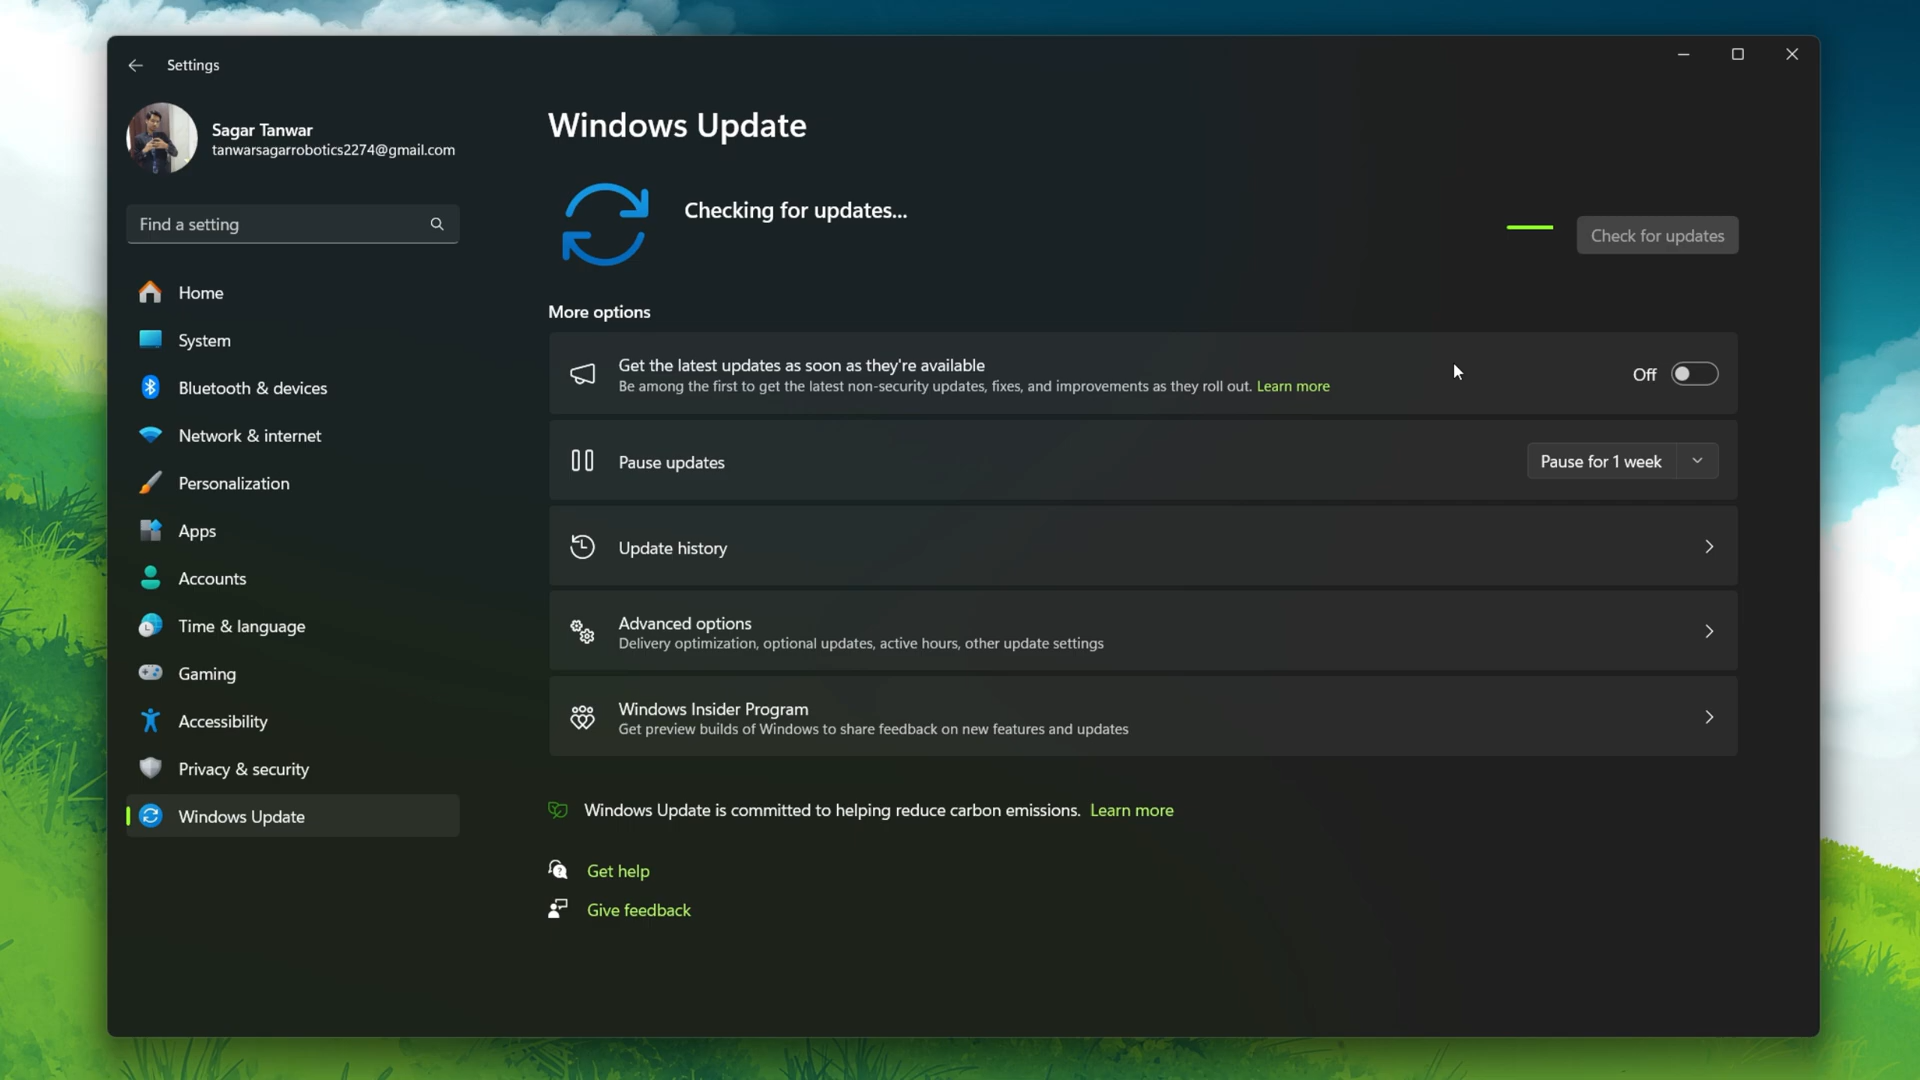 Settings
Sagar Tanwar
tanwarsagarrobotics2274@gmail.com
Find a setting
Home
System
Bluetooth & devices
Network & internet
Personalization
Apps
Accounts
Time & language
Gaming
Accessibility
Privacy & security
Windows Update
Windows Update
Checking for updates...
Check for updates
More options
Get the latest updates as soon as they're available
Be among the first to get the latest non-security updates, fixes, and improvements as they roll out. Learn more
Off
Pause updates
Pause for 1 week
Update history
Advanced options
Delivery optimization, optional updates, active hours, other update settings
Windows Insider Program
Get preview builds of Windows to share feedback on new features and updates
Windows Update is committed to helping reduce carbon emissions. Learn more
Get help
Give feedback